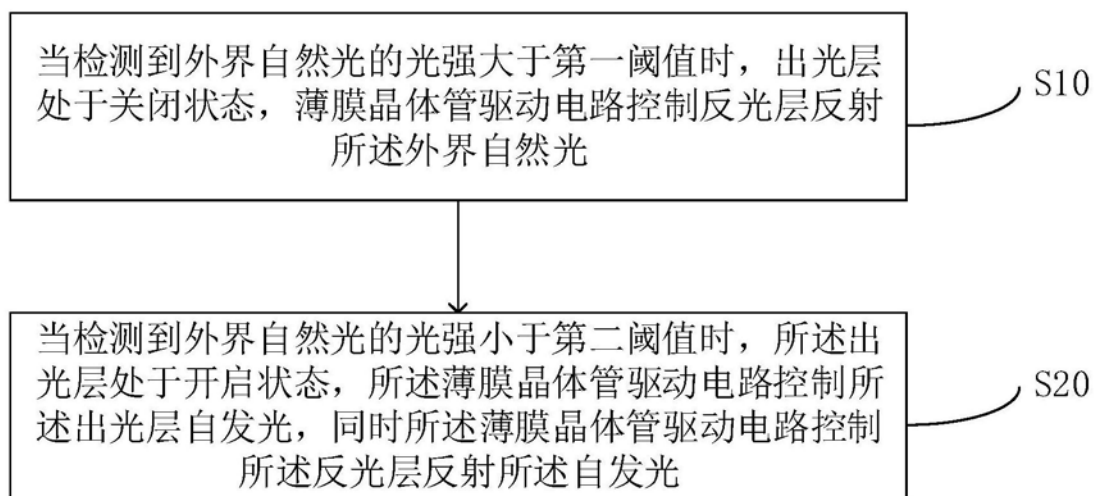 当检测到外界自然光的光强大于第一阈值时，出光层
处于关闭状态，薄膜晶体管驱动电路控制反光层反射
所述外界自然光
S10
当检测到外界自然光的光强小于第二阈值时，所述出
光层处于开启状态，所述薄膜晶体管驱动电路控制所
述出光层自发光，同时所述薄膜晶体管驱动电路控制
所述反光层反射所述自发光
S20